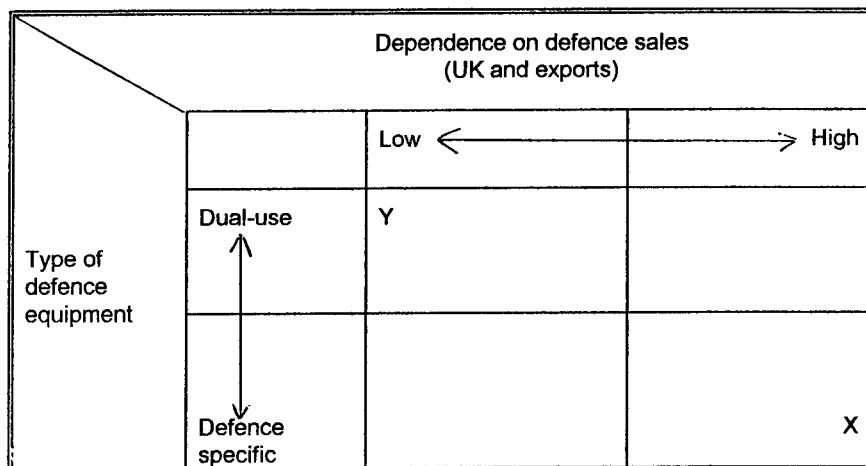 Dependence on defence sales
(UK and exports)
Low
High
Dual-use
Y
Type of
defence
equipment
Defence
specific
X